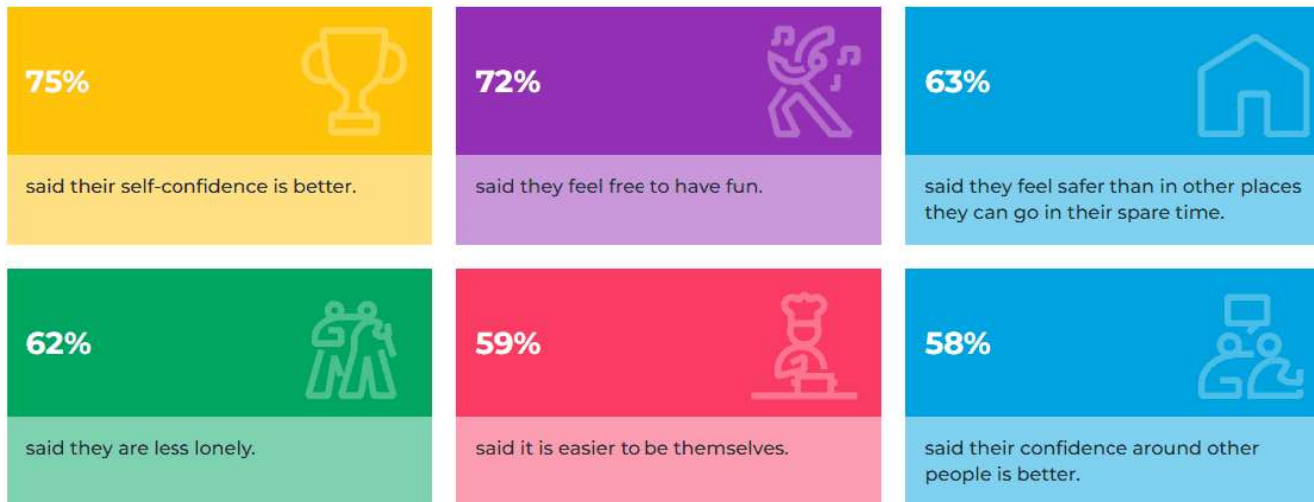 75%
said their self-confidence is better.
72%
said they feel free to have fun.
63%
said they feel safer than in other places
they can go in their spare time.
62%
said they are less lonely.
59%
said it is easier to be themselves.
58%
said their confidence around other
people is better.